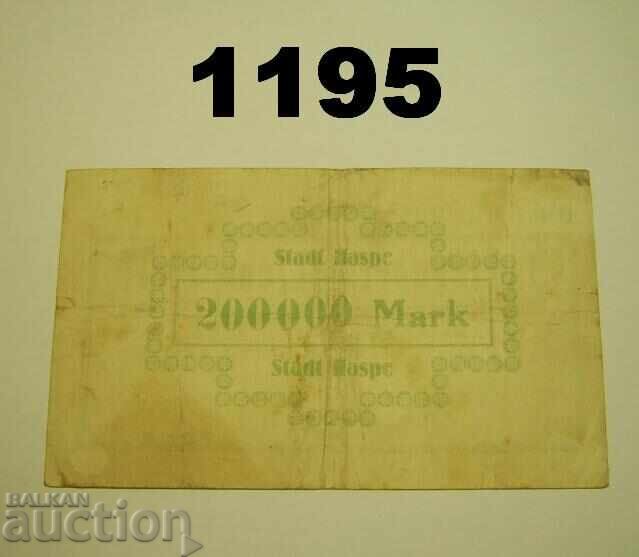 1195
Stadt Haspe
200000 Mark
Stadt Haspe
BALKAN
auction